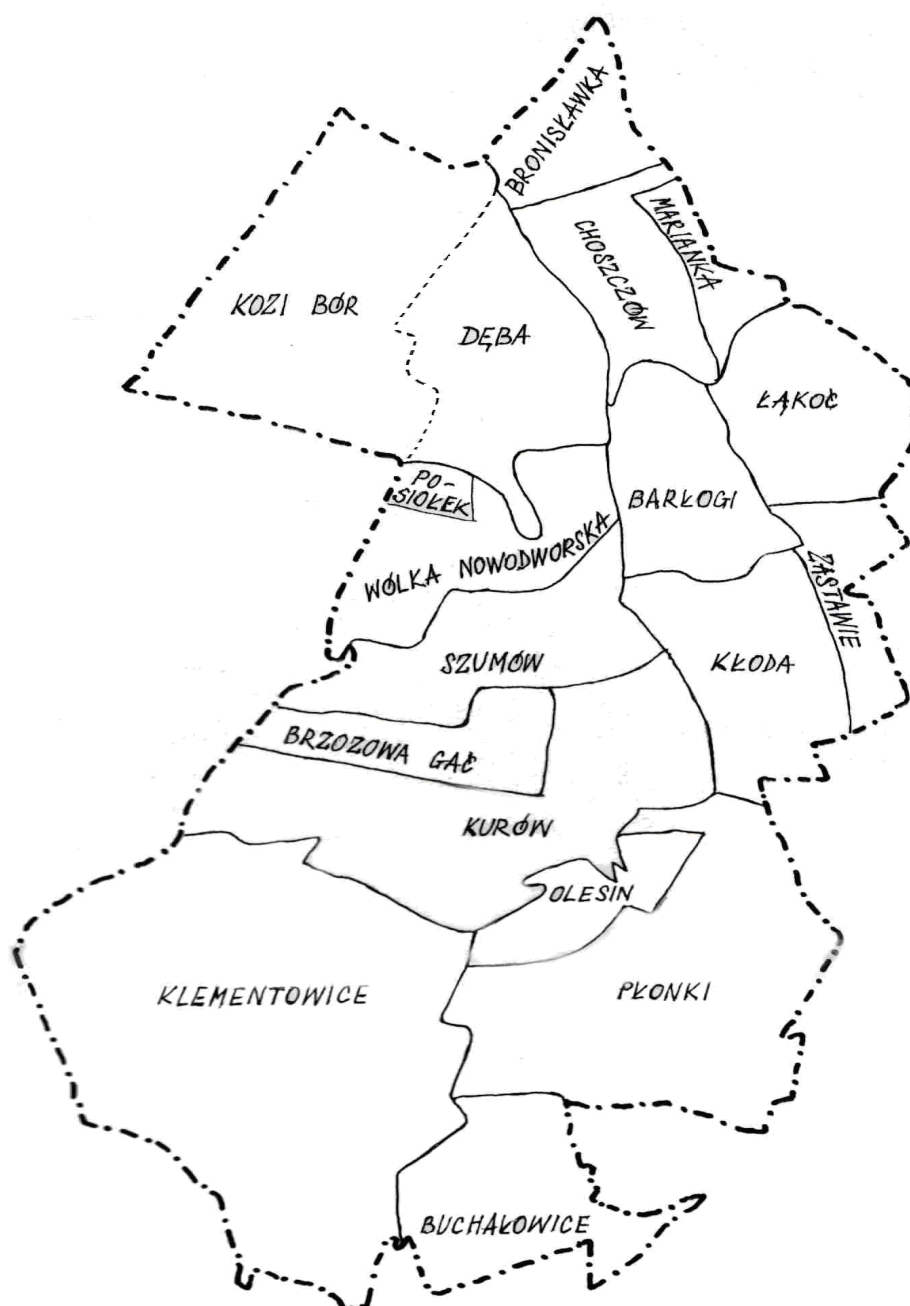 BRONISŁAWKA
MARIANKA
CHOSZCZÓW
KOZI BÓR
DĘBA
ŁĄKOĆ
PO-
SIOŁEK
BARŁOGI
WÓLKA NOWODWORSKA
ZASTAWIE
SZUMÓW
KŁODA
BRZOZOWA GAĆ
KURÓW
OLESIN
KLEMENTOWICE
PŁONKI
BUCHAŁOWICE